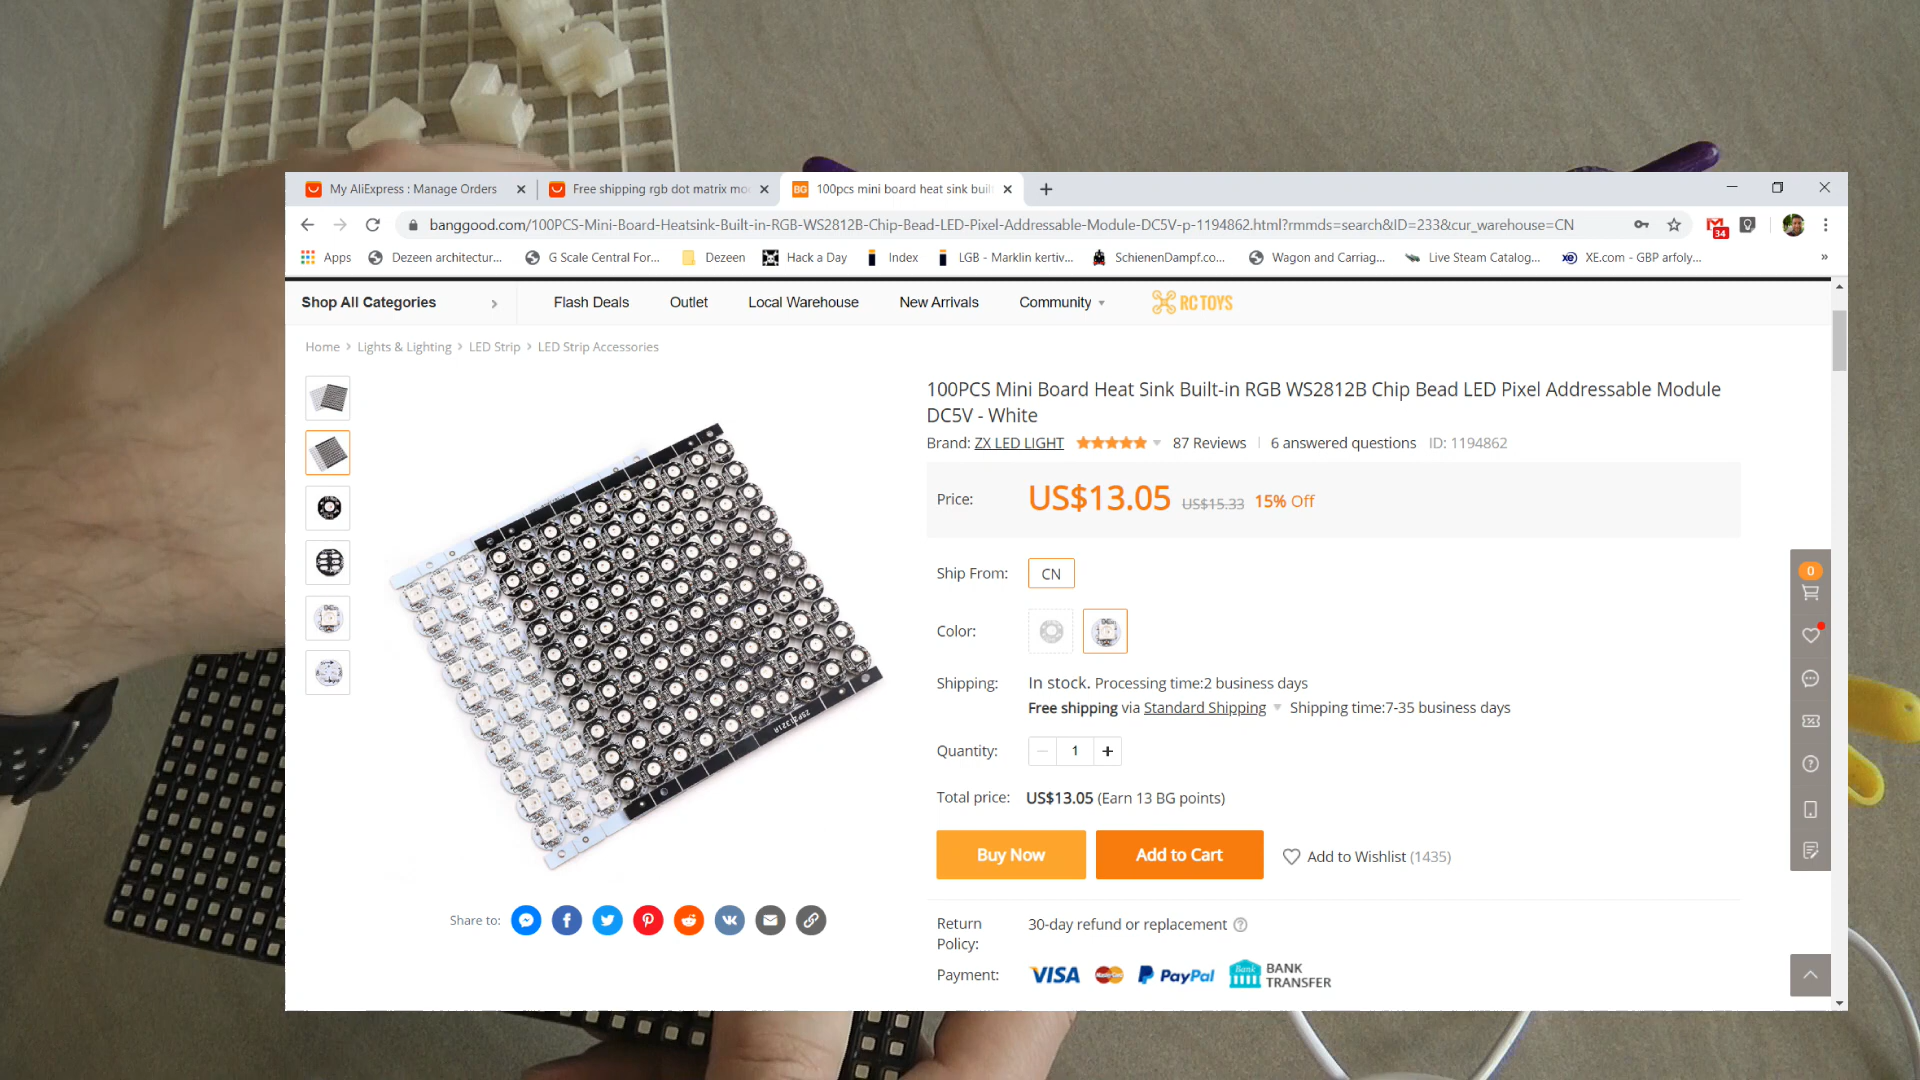 My AliExpress : Manage Orders
Free shipping rgb dot matrix mo
100pcs mini board heat sink buil
banggood.com/100PCS-Mini-Board-Heatsink-Built-in-RGB-WS2812B-Chip-Bead-LED-Pixel-Addressable-Module-DC5V-p-1194862.html?rmmds=search&ID=233&cur_warehouse=CN
34
Apps
Dezeen architectur...
G Scale Central For...
Dezeen
Hack a Day
Index
LGB - Marklin kertiv...
SchienenDampf.co...
Wagon and Carriag...
Live Steam Catalog...
XE.com - GBP arfoly...
»
Shop All Categories
Flash Deals
Outlet
Local Warehouse
New Arrivals
Community
RC TOYS
Home > Lights & Lighting > LED Strip > LED Strip Accessories
100PCS Mini Board Heat Sink Built-in RGB WS2812B Chip Bead LED Pixel Addressable Module
DC5V - White
Brand: ZX LED LIGHT 87 Reviews 6 answered questions ID: 1194862
Price: US$13.05 US$15.33 15% Off
Ship From: CN
Color:
Shipping: In stock. Processing time:2 business days
Free shipping via Standard Shipping Shipping time:7-35 business days
Quantity: 1
Total price: US$13.05 (Earn 13 BG points)
Buy Now
Add to Cart
Add to Wishlist (1435)
0
Share to:
Return
Policy:
30-day refund or replacement
Payment: VISA MasterCard PayPal Bank BANK
TRANSFER